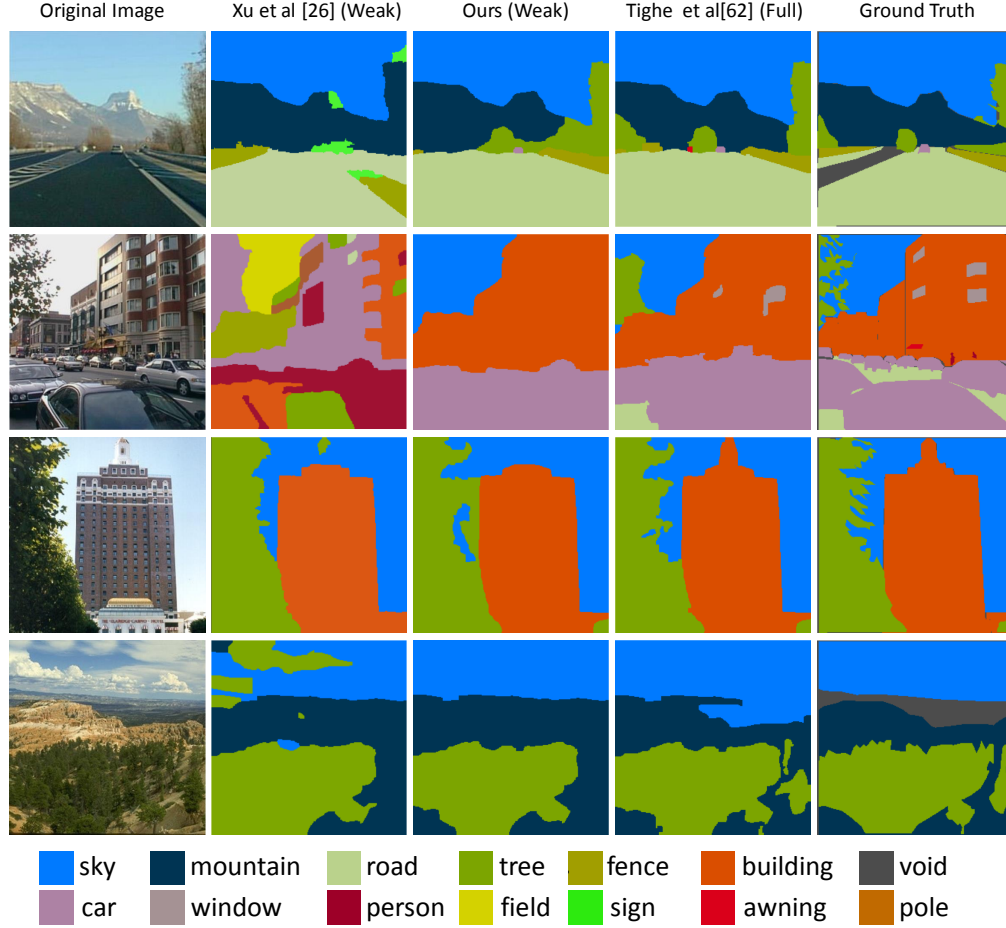 Original Image Xu et al [26] (Weak) Ours (Weak) Tighe et al[62] (Full) Ground Truth
sky mountain road tree fence building void
car window person field sign awning pole